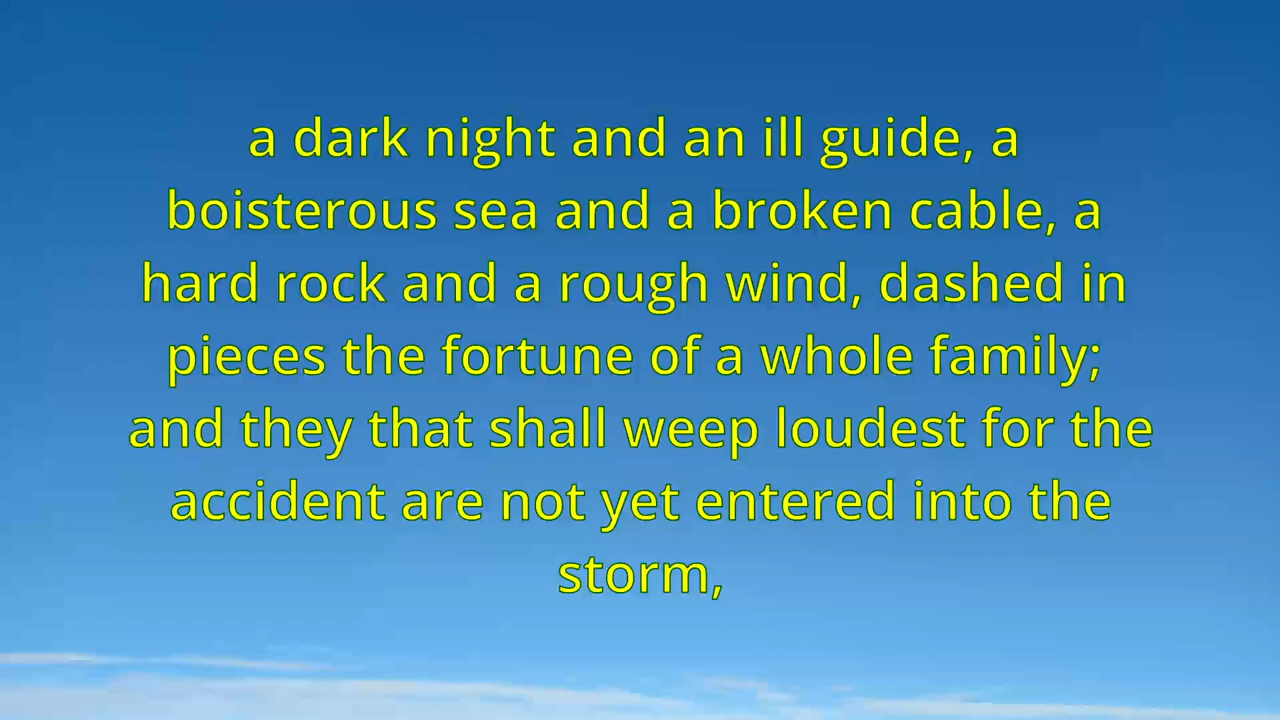 a dark night and an ill guide, a
boisterous sea and a broken cable, a
hard rock and a rough wind, dashed in
pieces the fortune of a whole family;
and they that shall weep loudest for the
accident are not yet entered into the
storm,